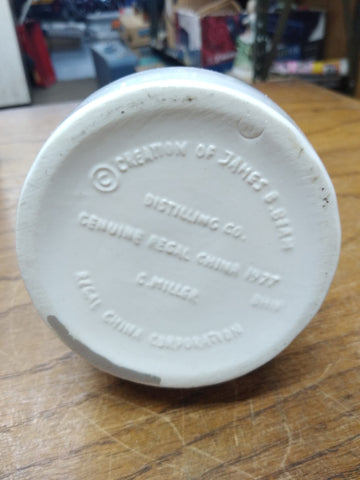 © CREATION OF JAMES B. BEAM
DISTILLING CO.
GENUINE REGAL CHINA 1977
C. MILLER
REGAL CHINA CORPORATION